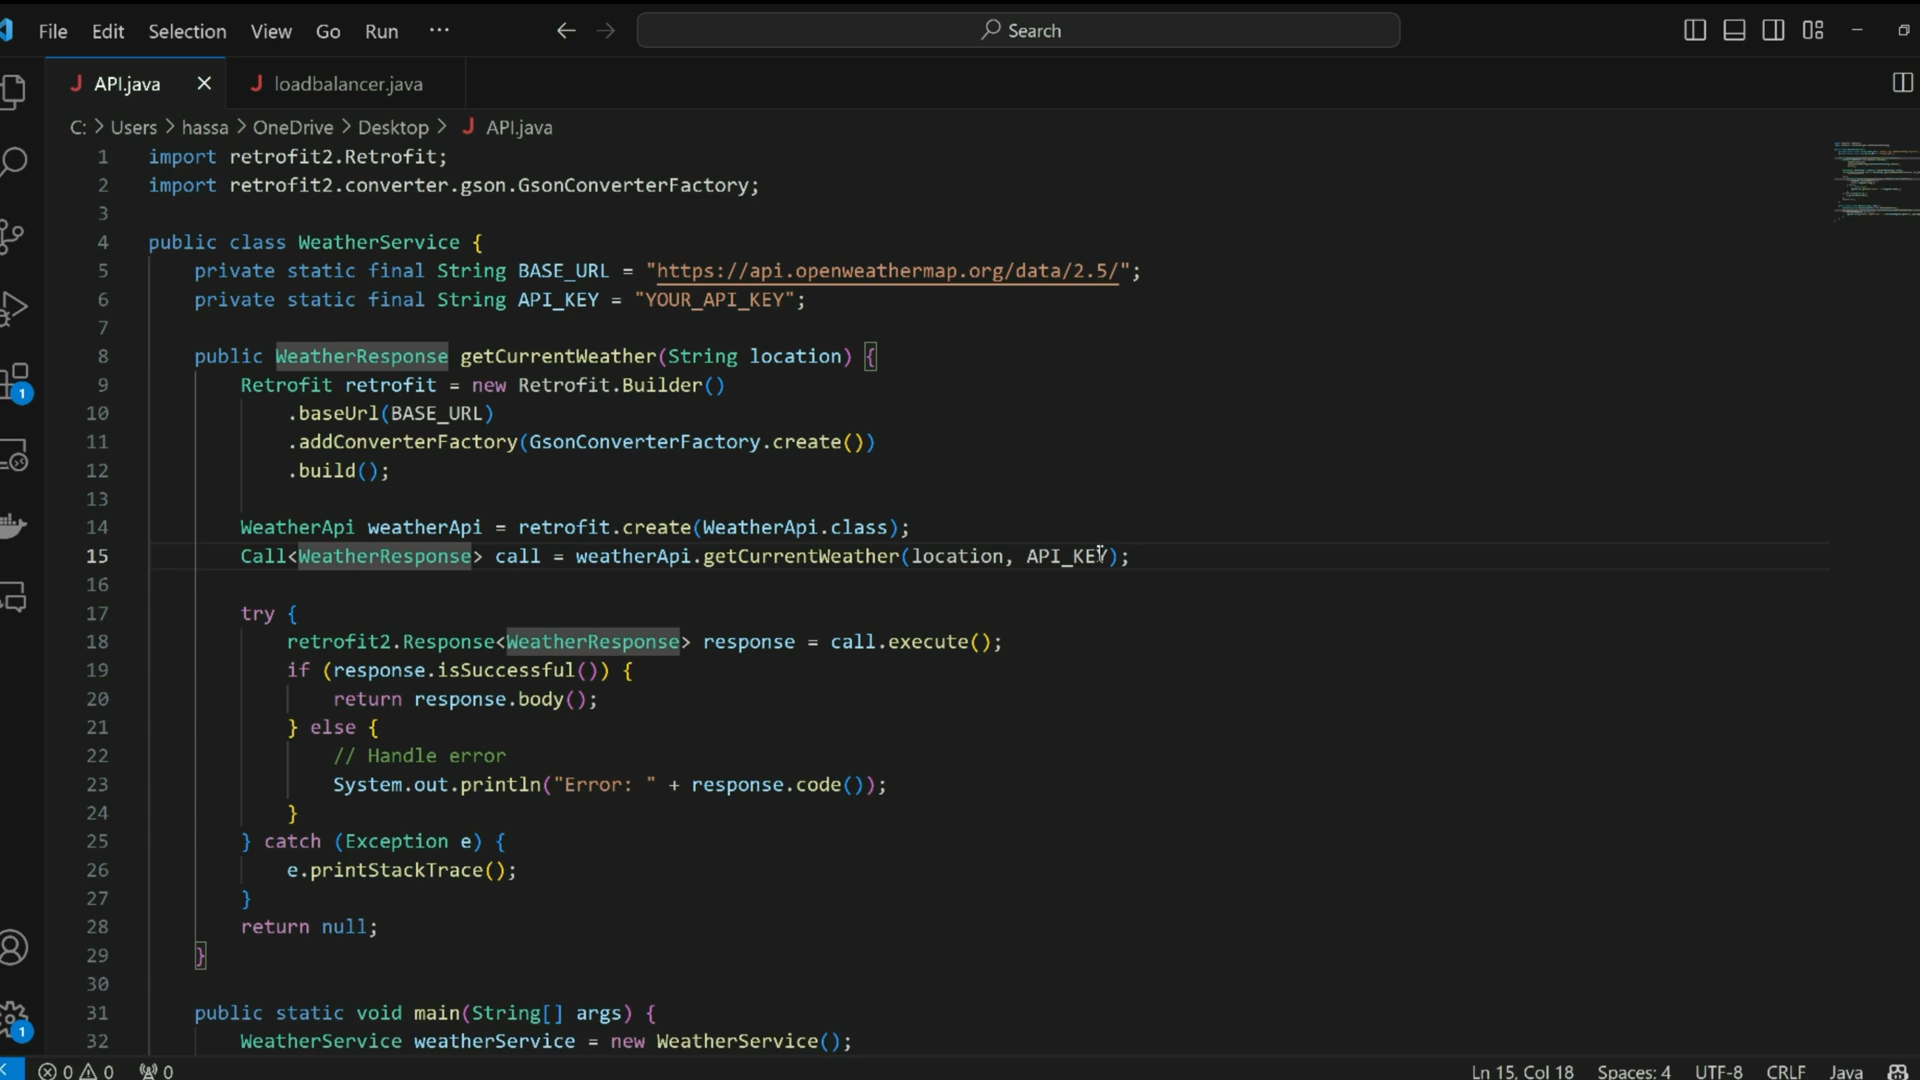 File Edit Selection View Go Run ··· Search
API.java loadbalancer.java
C: > Users > hassa > OneDrive > Desktop > API.java
1 import retrofit2.Retrofit;
2 import retrofit2.converter.gson.GsonConverterFactory;
3
4 public class WeatherService {
5 private static final String BASE_URL = "https://api.openweathermap.org/data/2.5/";
6 private static final String API_KEY = "YOUR_API_KEY";
7
8 public WeatherResponse getCurrentWeather(String location) {
9 Retrofit retrofit = new Retrofit.Builder()
10 .baseUrl(BASE_URL)
11 .addConverterFactory(GsonConverterFactory.create())
12 .build();
13
14 WeatherApi weatherApi = retrofit.create(WeatherApi.class);
15 Call<WeatherResponse> call = weatherApi.getCurrentWeather(location, API_KEY);
16
17 try {
18 retrofit2.Response<WeatherResponse> response = call.execute();
19 if (response.isSuccessful()) {
20 return response.body();
21 } else {
22 // Handle error
23 System.out.println("Error: " + response.code());
24 }
25 } catch (Exception e) {
26 e.printStackTrace();
27 }
28 return null;
29 }
30
31 public static void main(String[] args) {
32 WeatherService weatherService = new WeatherService();
1
1
0 0 0 Ln 15, Col 18 Spaces: 4 UTF-8 CRLF Java